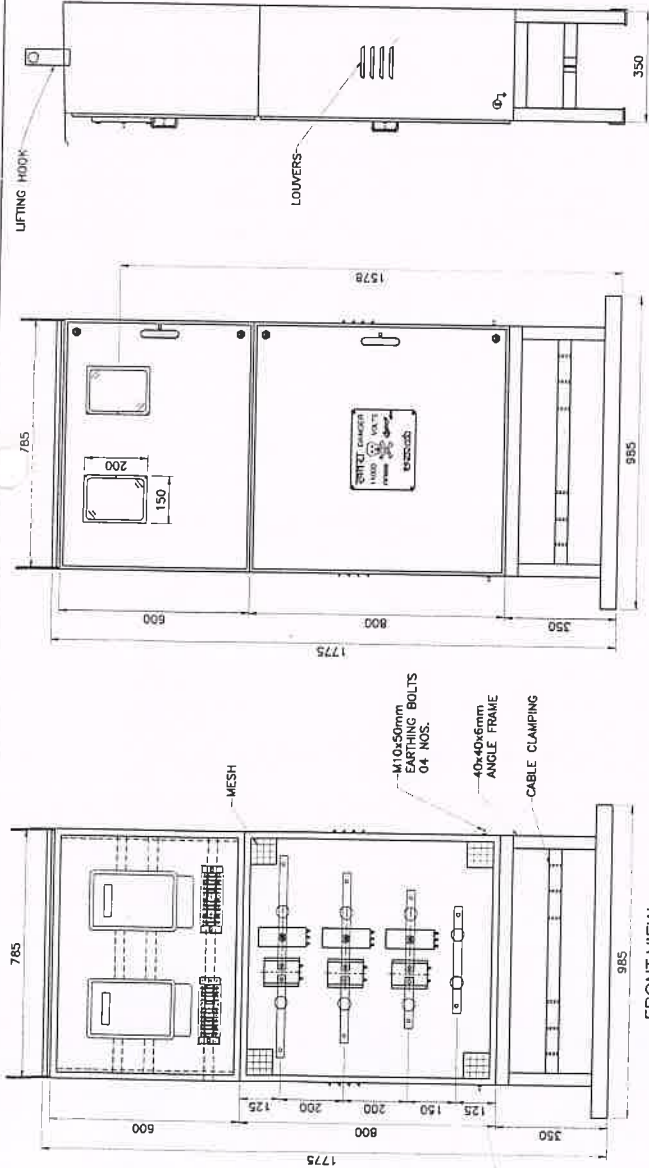 LIFTING HOOK
LOUVERS
350
785
200
150
1578
600
800
350
1775
985
DANGER
VOLTS
785
MESH
M10x50mm
EARTHING BOLTS
04 NOS.
40x40x6mm
ANGLE FRAME
CABLE CLAMPING
600
125
200
200
150
125
800
350
1775
985
FRONT VIEW